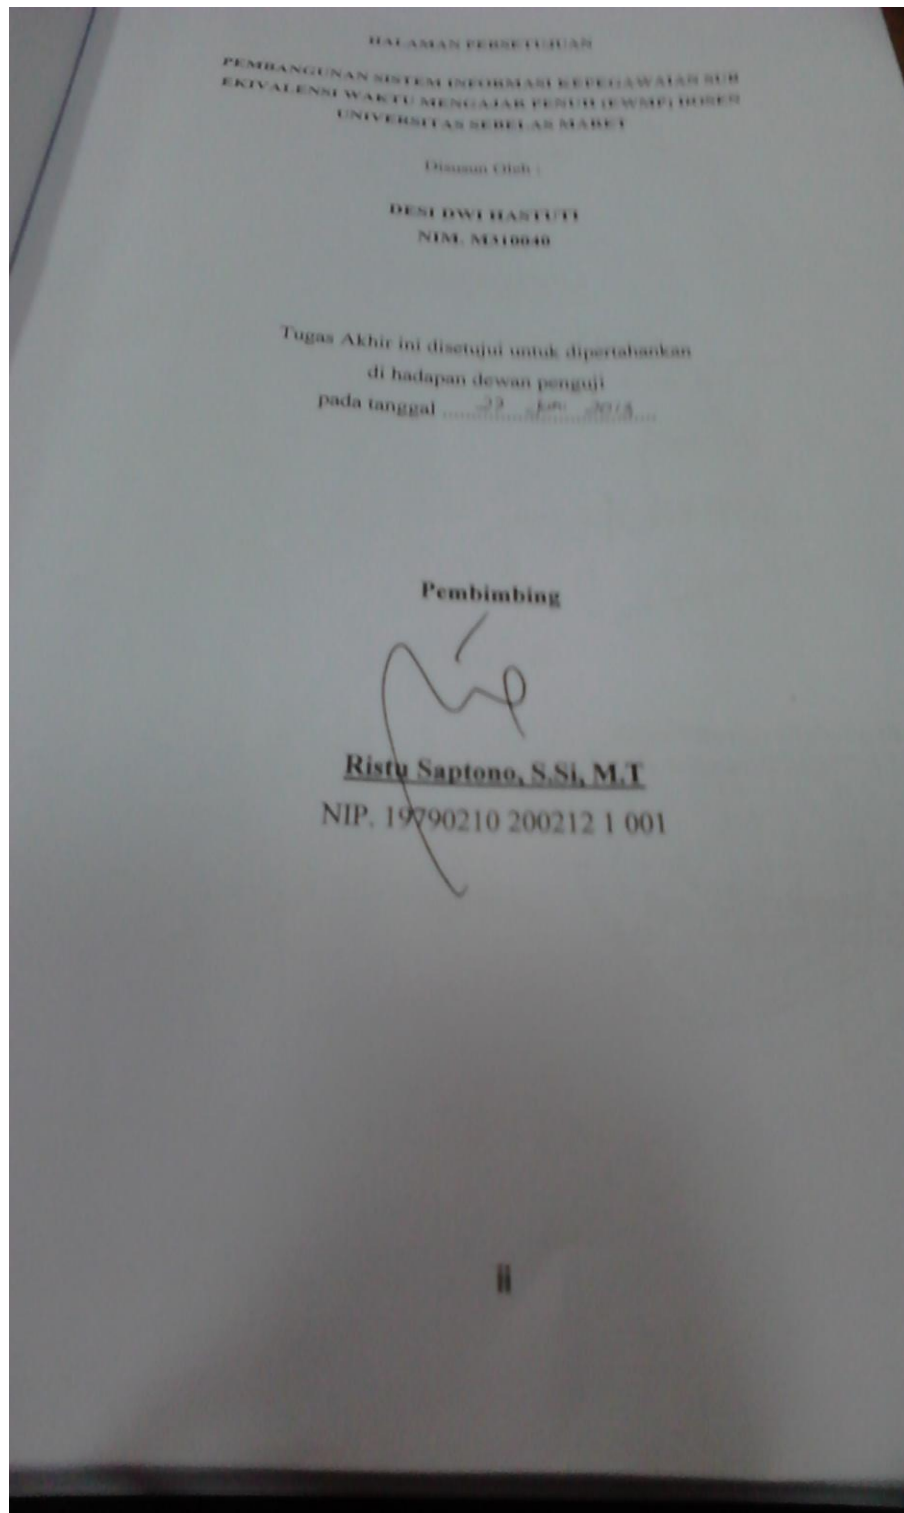 HALAMAN PERSETUJUAN
PEMBANGUNAN SISTEM INFORMASI KEPEGAWAIAN SUB
EKIVALENSI WAKTU MENGAJAR PENUH (EWMP) DOSEN
UNIVERSITAS SEBELAS MARET
Disusun Oleh :
DESI DWI HASTUTI
NIM. M310040
Tugas Akhir ini disetujui untuk dipertahankan
di hadapan dewan penguji
pada tanggal
Pembimbing
Ristu Saptono, S.Si, M.T
NIP. 19790210 200212 1 001
ii